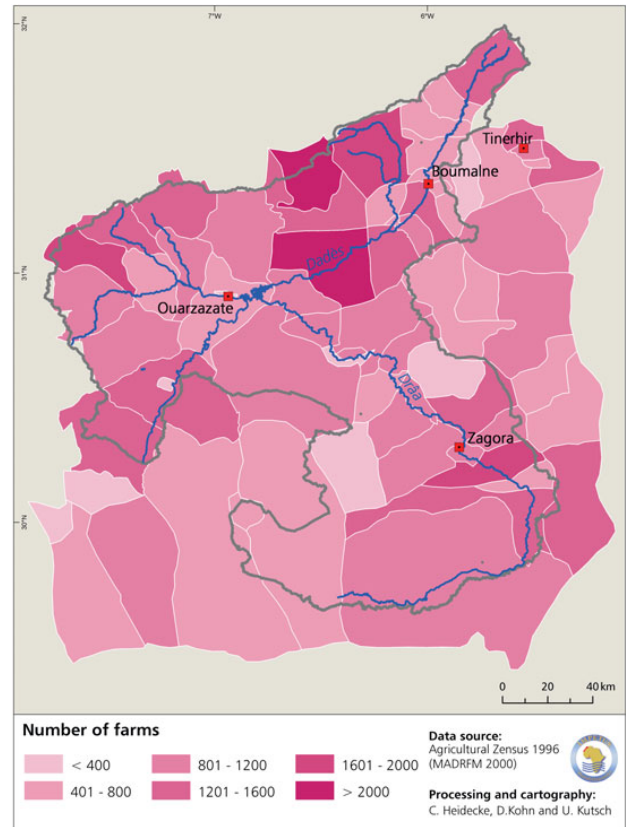 7°W
6°W
32°N
Tinerhir
Boumalne
Dadès
31°N
Ouarzazate
Drâa
Zagora
30°N
0 20 40 km
Number of farms
< 400
801 - 1200
1601 - 2000
401 - 800
1201 - 1600
> 2000
Data source:
Agricultural Zensus 1996
(MADRFM 2000)
Processing and cartography:
C. Heidecke, D.Kohn and U. Kutsch